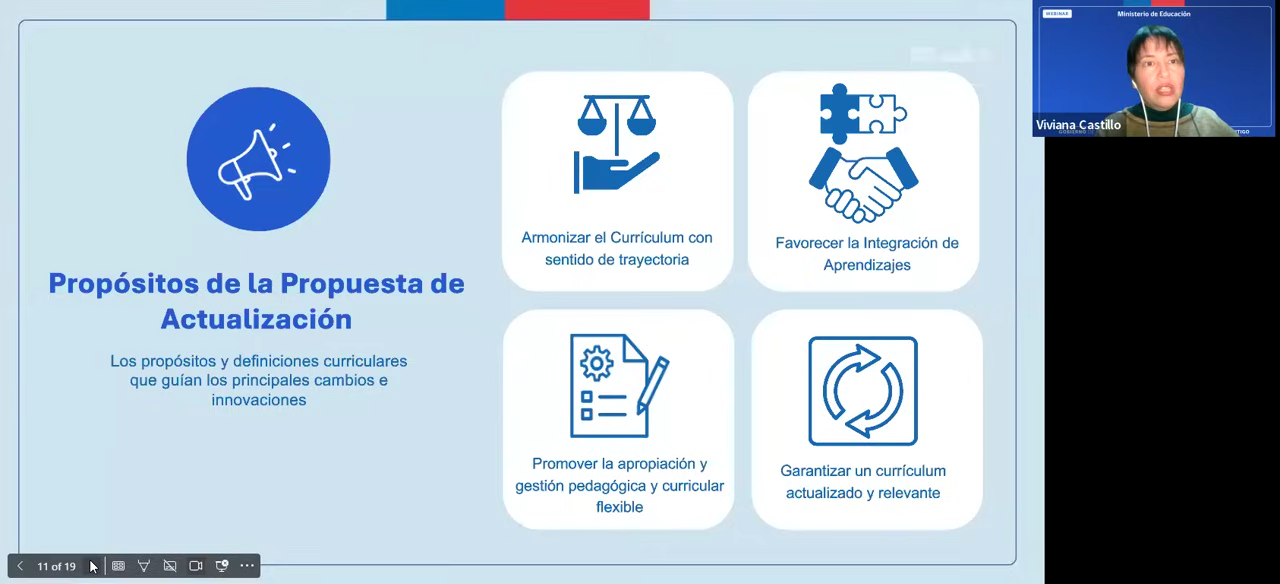 Propósitos de la Propuesta de
Actualización
Los propósitos y definiciones curriculares
que guían los principales cambios e
innovaciones
Armonizar el Currículum con
sentido de trayectoria
Favorecer la Integración de
Aprendizajes
Promover la apropiación y
gestión pedagógica y curricular
flexible
Garantizar un currículum
actualizado y relevante
WEBINAR
Ministerio de Educación
Viviana Castillo
11 of 19